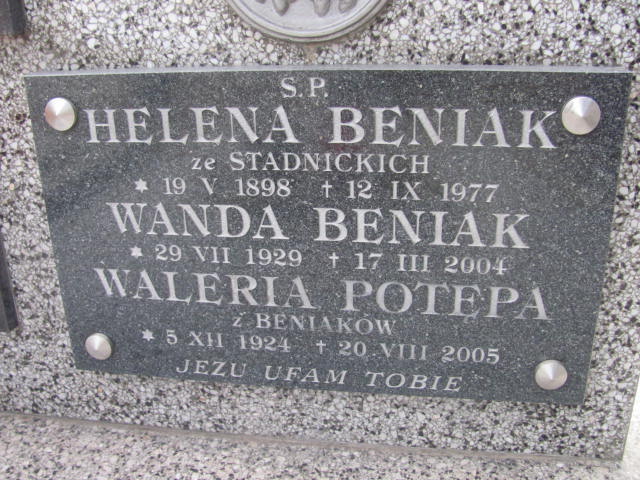 S.P.
HELENA BENIAK
ze STADNICKICH
✶ 19 V 1898 † 12 IX 1977
WANDA BENIAK
✶ 29 VII 1929 † 17 III 2004
WALERIA POTĘPA
z BENIAKÓW
✶ 5 XII 1924 † 20 VIII 2005
JEZU UFAM TOBIE